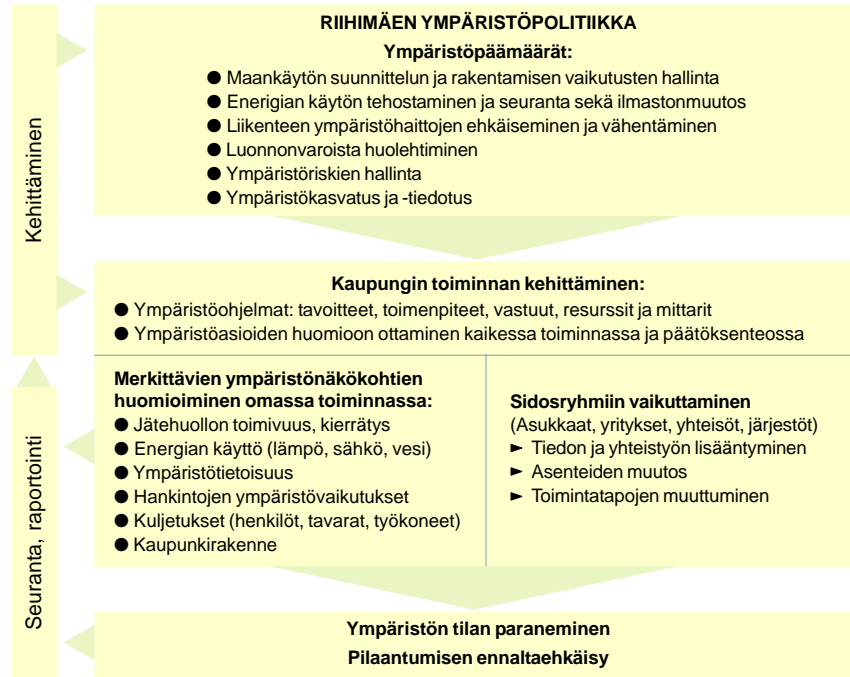 RIIHIMÄEN YMPÄRISTÖPOLITIIKKA
Ympäristöpäämäärät:
● Maankäytön suunnittelun ja rakentamisen vaikutusten hallinta
● Enerigian käytön tehostaminen ja seuranta sekä ilmastonmuutos
● Liikenteen ympäristöhaittojen ehkäiseminen ja vähentäminen
● Luonnonvaroista huolehtiminen
● Ympäristöriskien hallinta
● Ympäristökasvatus ja -tiedotus
Kehittäminen
Kaupungin toiminnan kehittäminen:
● Ympäristöohjelmat: tavoitteet, toimenpiteet, vastuut, resurssit ja mittarit
● Ympäristöasioiden huomioon ottaminen kaikessa toiminnassa ja päätöksenteossa
Merkittävien ympäristönäkökohtien
huomioiminen omassa toiminnassa:
● Jätehuollon toimivuus, kierrätys
● Energian käyttö (lämpö, sähkö, vesi)
● Ympäristötietoisuus
● Hankintojen ympäristövaikutukset
● Kuljetukset (henkilöt, tavarat, työkoneet)
● Kaupunkirakenne
Sidosryhmiin vaikuttaminen
(Asukkaat, yritykset, yhteisöt, järjestöt)
► Tiedon ja yhteistyön lisääntyminen
► Asenteiden muutos
► Toimintatapojen muuttuminen
Seuranta, raportointi
Ympäristön tilan paraneminen
Pilaantumisen ennaltaehkäisy